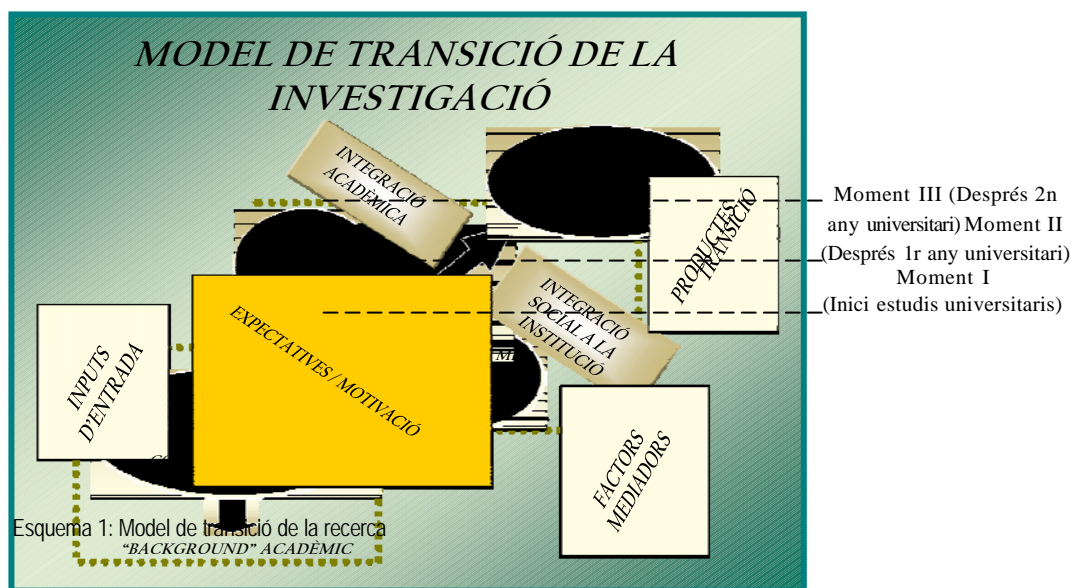 MODEL DE TRANSICIÓ DE LA
INVESTIGACIÓ
INTEGRACIÓ
ACADÈMICA
PRODUCTES
TRANSICIÓ
Moment III (Després 2n
any universitari) Moment II
(Després 1r any universitari)
Moment I
(Inici estudis universitaris)
INTEGRACIÓ
SOCIAL A LA
INSTITUCIÓ
EXPECTATIVES / MOTIVACIÓ
INPUTS
D'ENTRADA
FACTORS
MEDIADORS
Esquema 1: Model de transició de la recerca
“BACKGROUND” ACADÈMIC